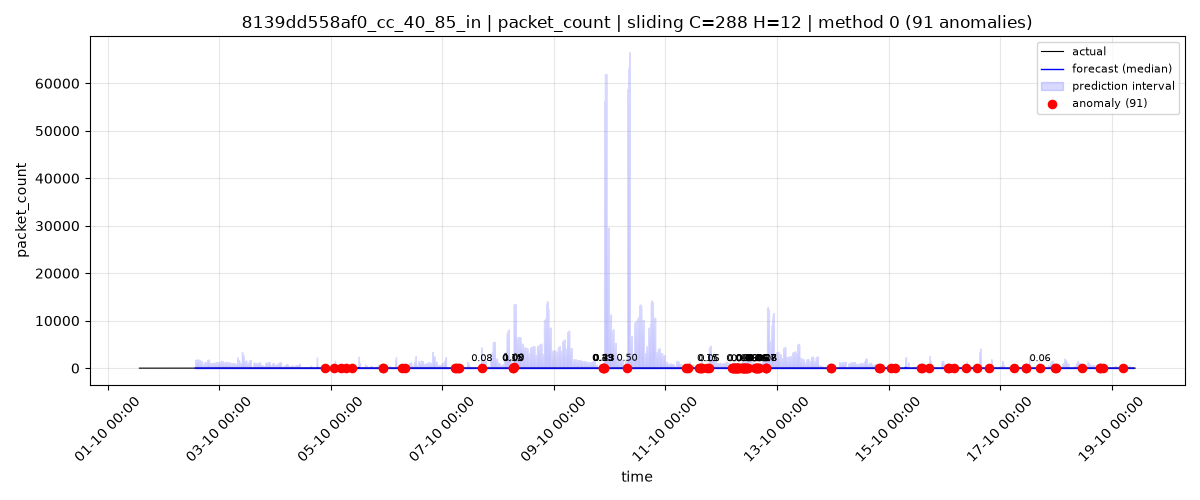 8139dd558af0_cc_40_85_in | packet_count | sliding C=288 H=12 | method 0 (91 anomalies)
actual
forecast (median)
prediction interval
anomaly (91)
packet_count
60000
50000
40000
30000
20000
10000
0
0.08
0.50
0.06
01-10 00:00
03-10 00:00
05-10 00:00
07-10 00:00
09-10 00:00
11-10 00:00
13-10 00:00
15-10 00:00
17-10 00:00
19-10 00:00
time